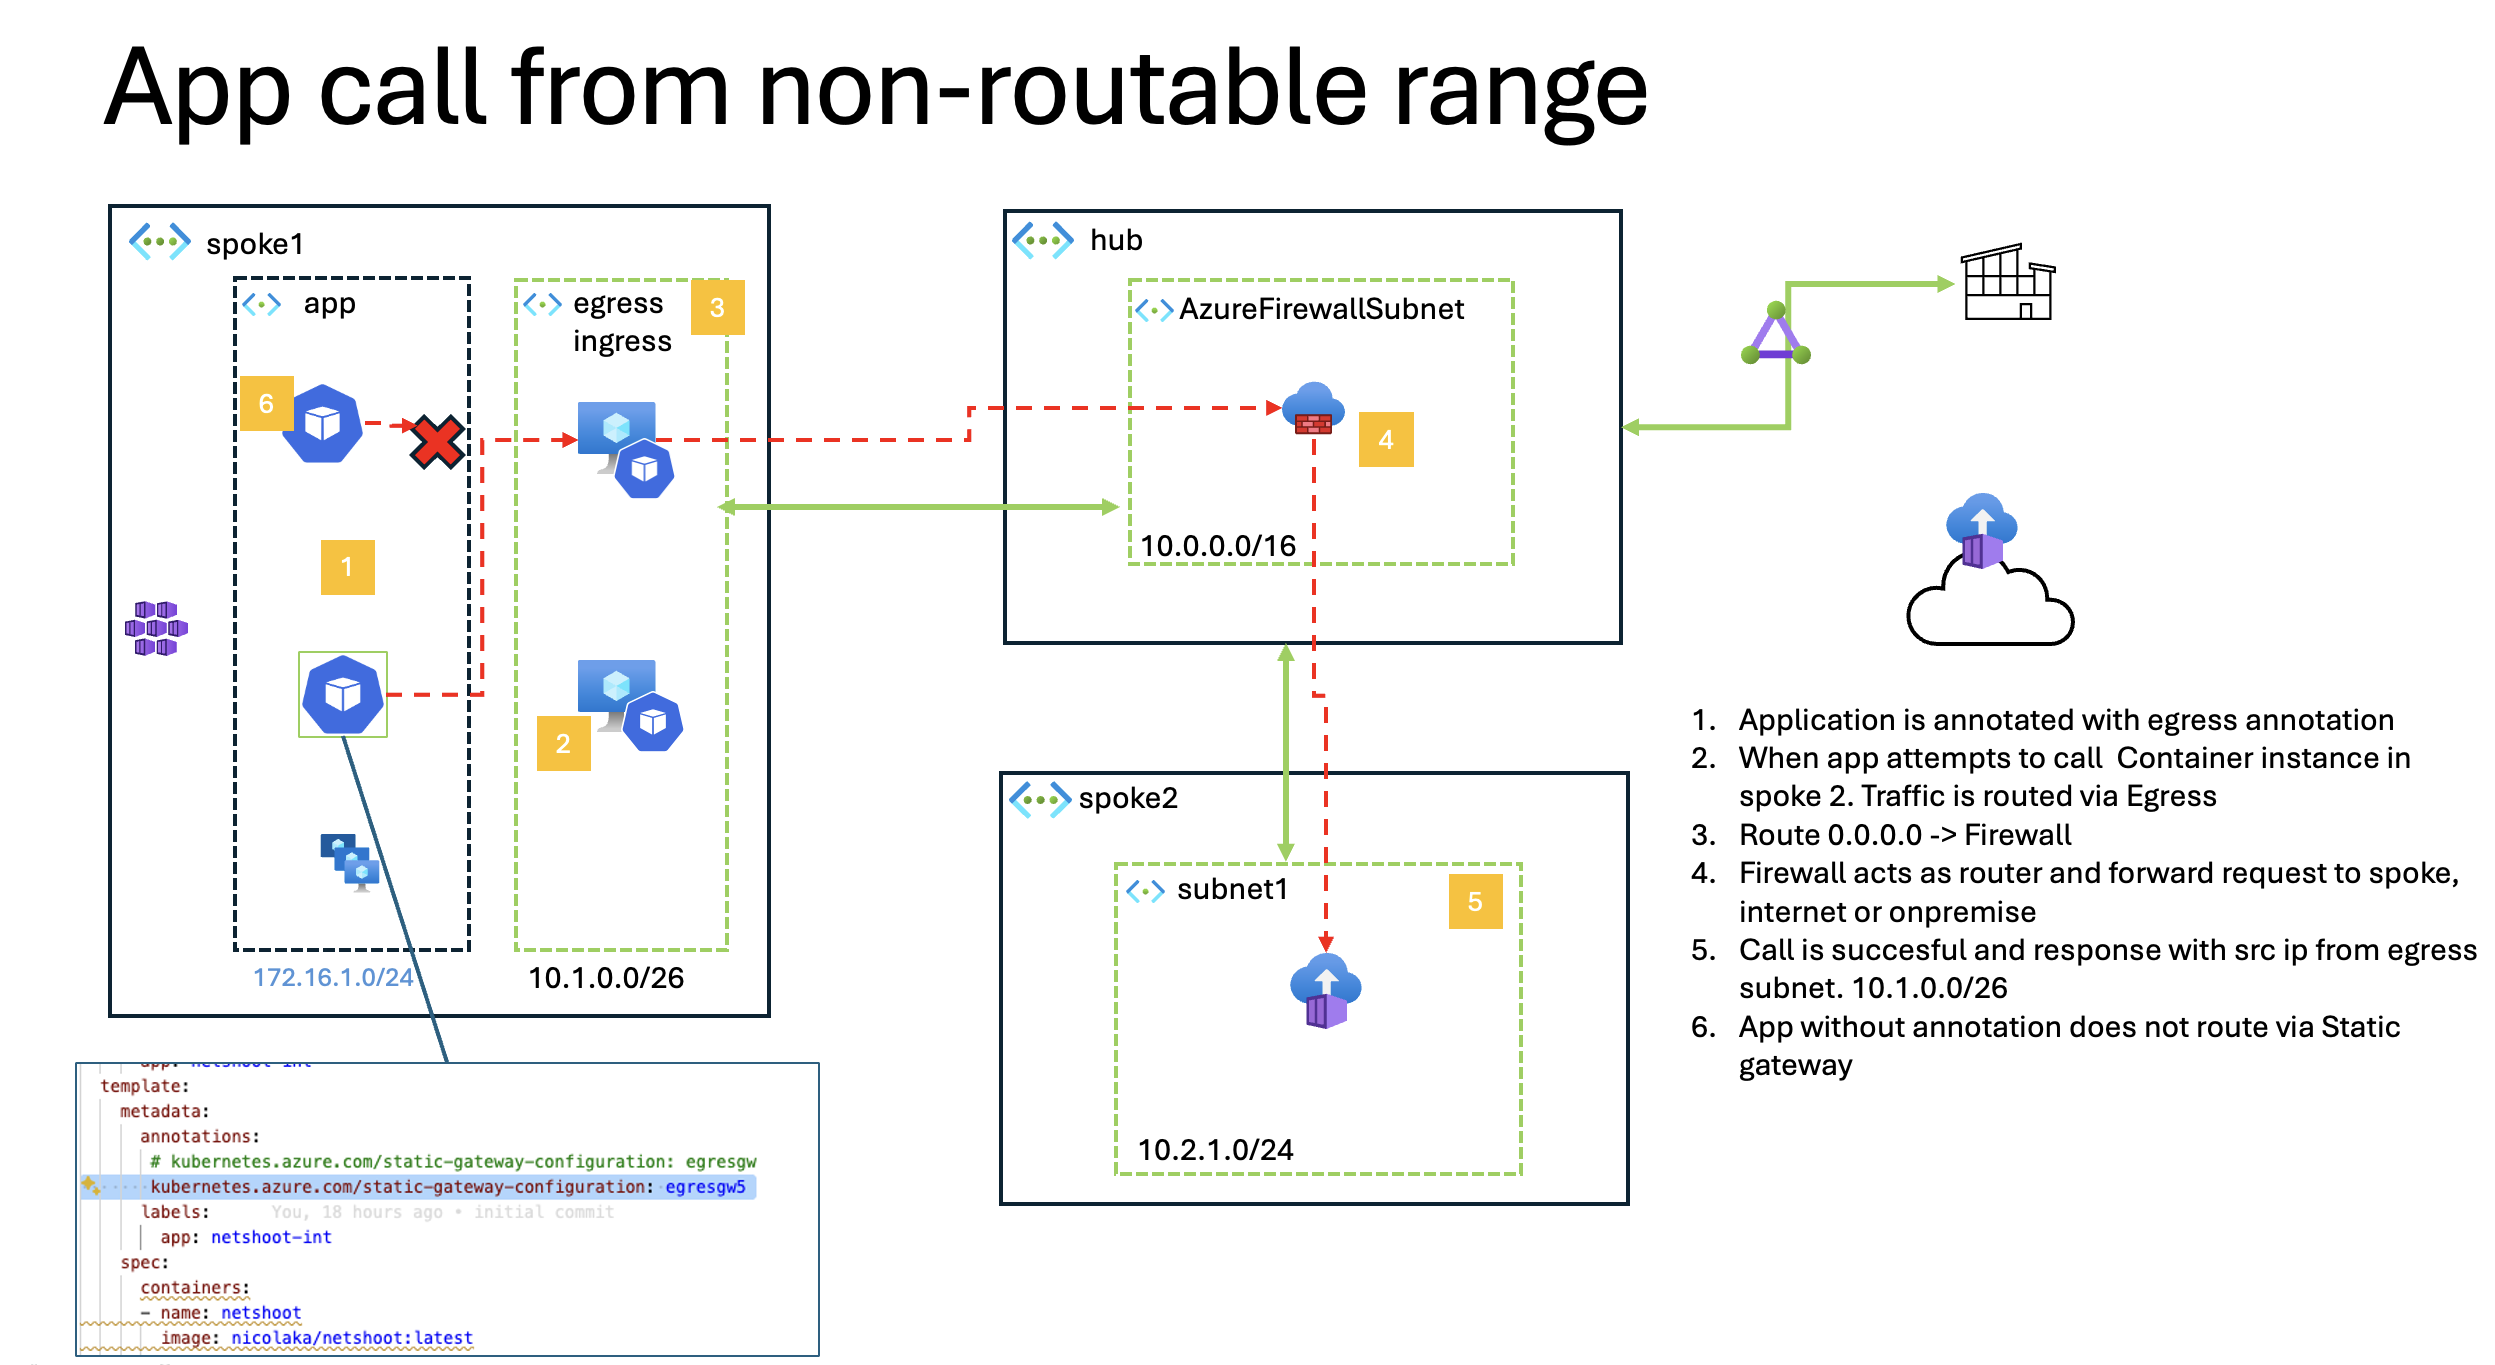 App call from non-routable range
spoke1
app
egress
ingress
3
6
1
2
172.16.1.0/24
10.1.0.0/26
hub
AzureFirewallSubnet
4
10.0.0.0/16
spoke2
subnet1
5
10.2.1.0/24
1. Application is annotated with egress annotation
2. When app attempts to call  Container instance in
spoke 2. Traffic is routed via Egress
3. Route 0.0.0.0 -> Firewall
4. Firewall acts as router and forward request to spoke,
internet or onpremise
5. Call is succesful and response with src ip from egress
subnet. 10.1.0.0/26
6. App without annotation does not route via Static
gateway
app: netshoot-int
template:
metadata:
annotations:
# kubernetes.azure.com/static-gateway-configuration: egresgw
kubernetes.azure.com/static-gateway-configuration: egresgw5
labels: You, 18 hours ago • initial commit
app: netshoot-int
spec:
containers:
- name: netshoot
image: nicolaka/netshoot:latest